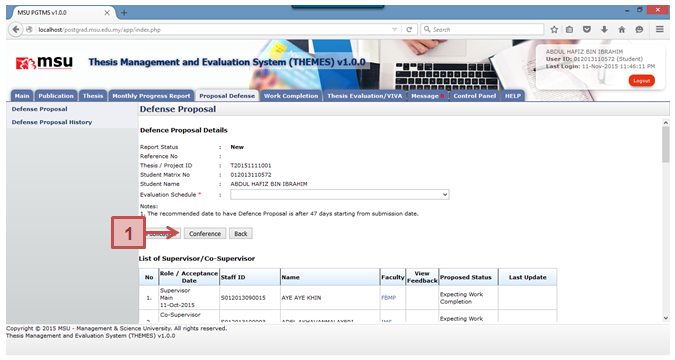 MSU PGTMS v1.0.0
localhost/postgrad.msu.edu.my/app/index.php
Search
msu
Thesis Management and Evaluation System (THEMES) v1.0.0
ABDUL HAFIZ BIN IBRAHIM
User ID: 012013110572 (Student)
Last Login: 11-Nov-2015 11:46:11 PM
Logout
Main Publication Thesis Monthly Progress Report Proposal Defense Work Completion Thesis Evaluation/VIVA Message Control Panel HELP
Defense Proposal
Defense Proposal History
Defense Proposal
Defence Proposal Details
Report Status : New
Reference No :
Thesis / Project ID : T20151111001
Student Matrix No : 012013110572
Student Name : ABDUL HAFIZ BIN IBRAHIM
Evaluation Schedule * :
Notes:
1. The recommended date to have Defence Proposal is after 47 days starting from submission date.
1
Conference Back
List of Supervisor/Co-Supervisor
No Role / Acceptance Date Staff ID Name Faculty View Feedback Proposed Status Last Update
1. Supervisor Main 11-Oct-2015 S012013090015 AYE AYE KHIN FBMP Expecting Work Completion
Co-Supervisor Expecting Work
Copyright © 2015 MSU - Management & Science University. All rights reserved.
Thesis Management and Evaluation System (THEMES) v1.0.0